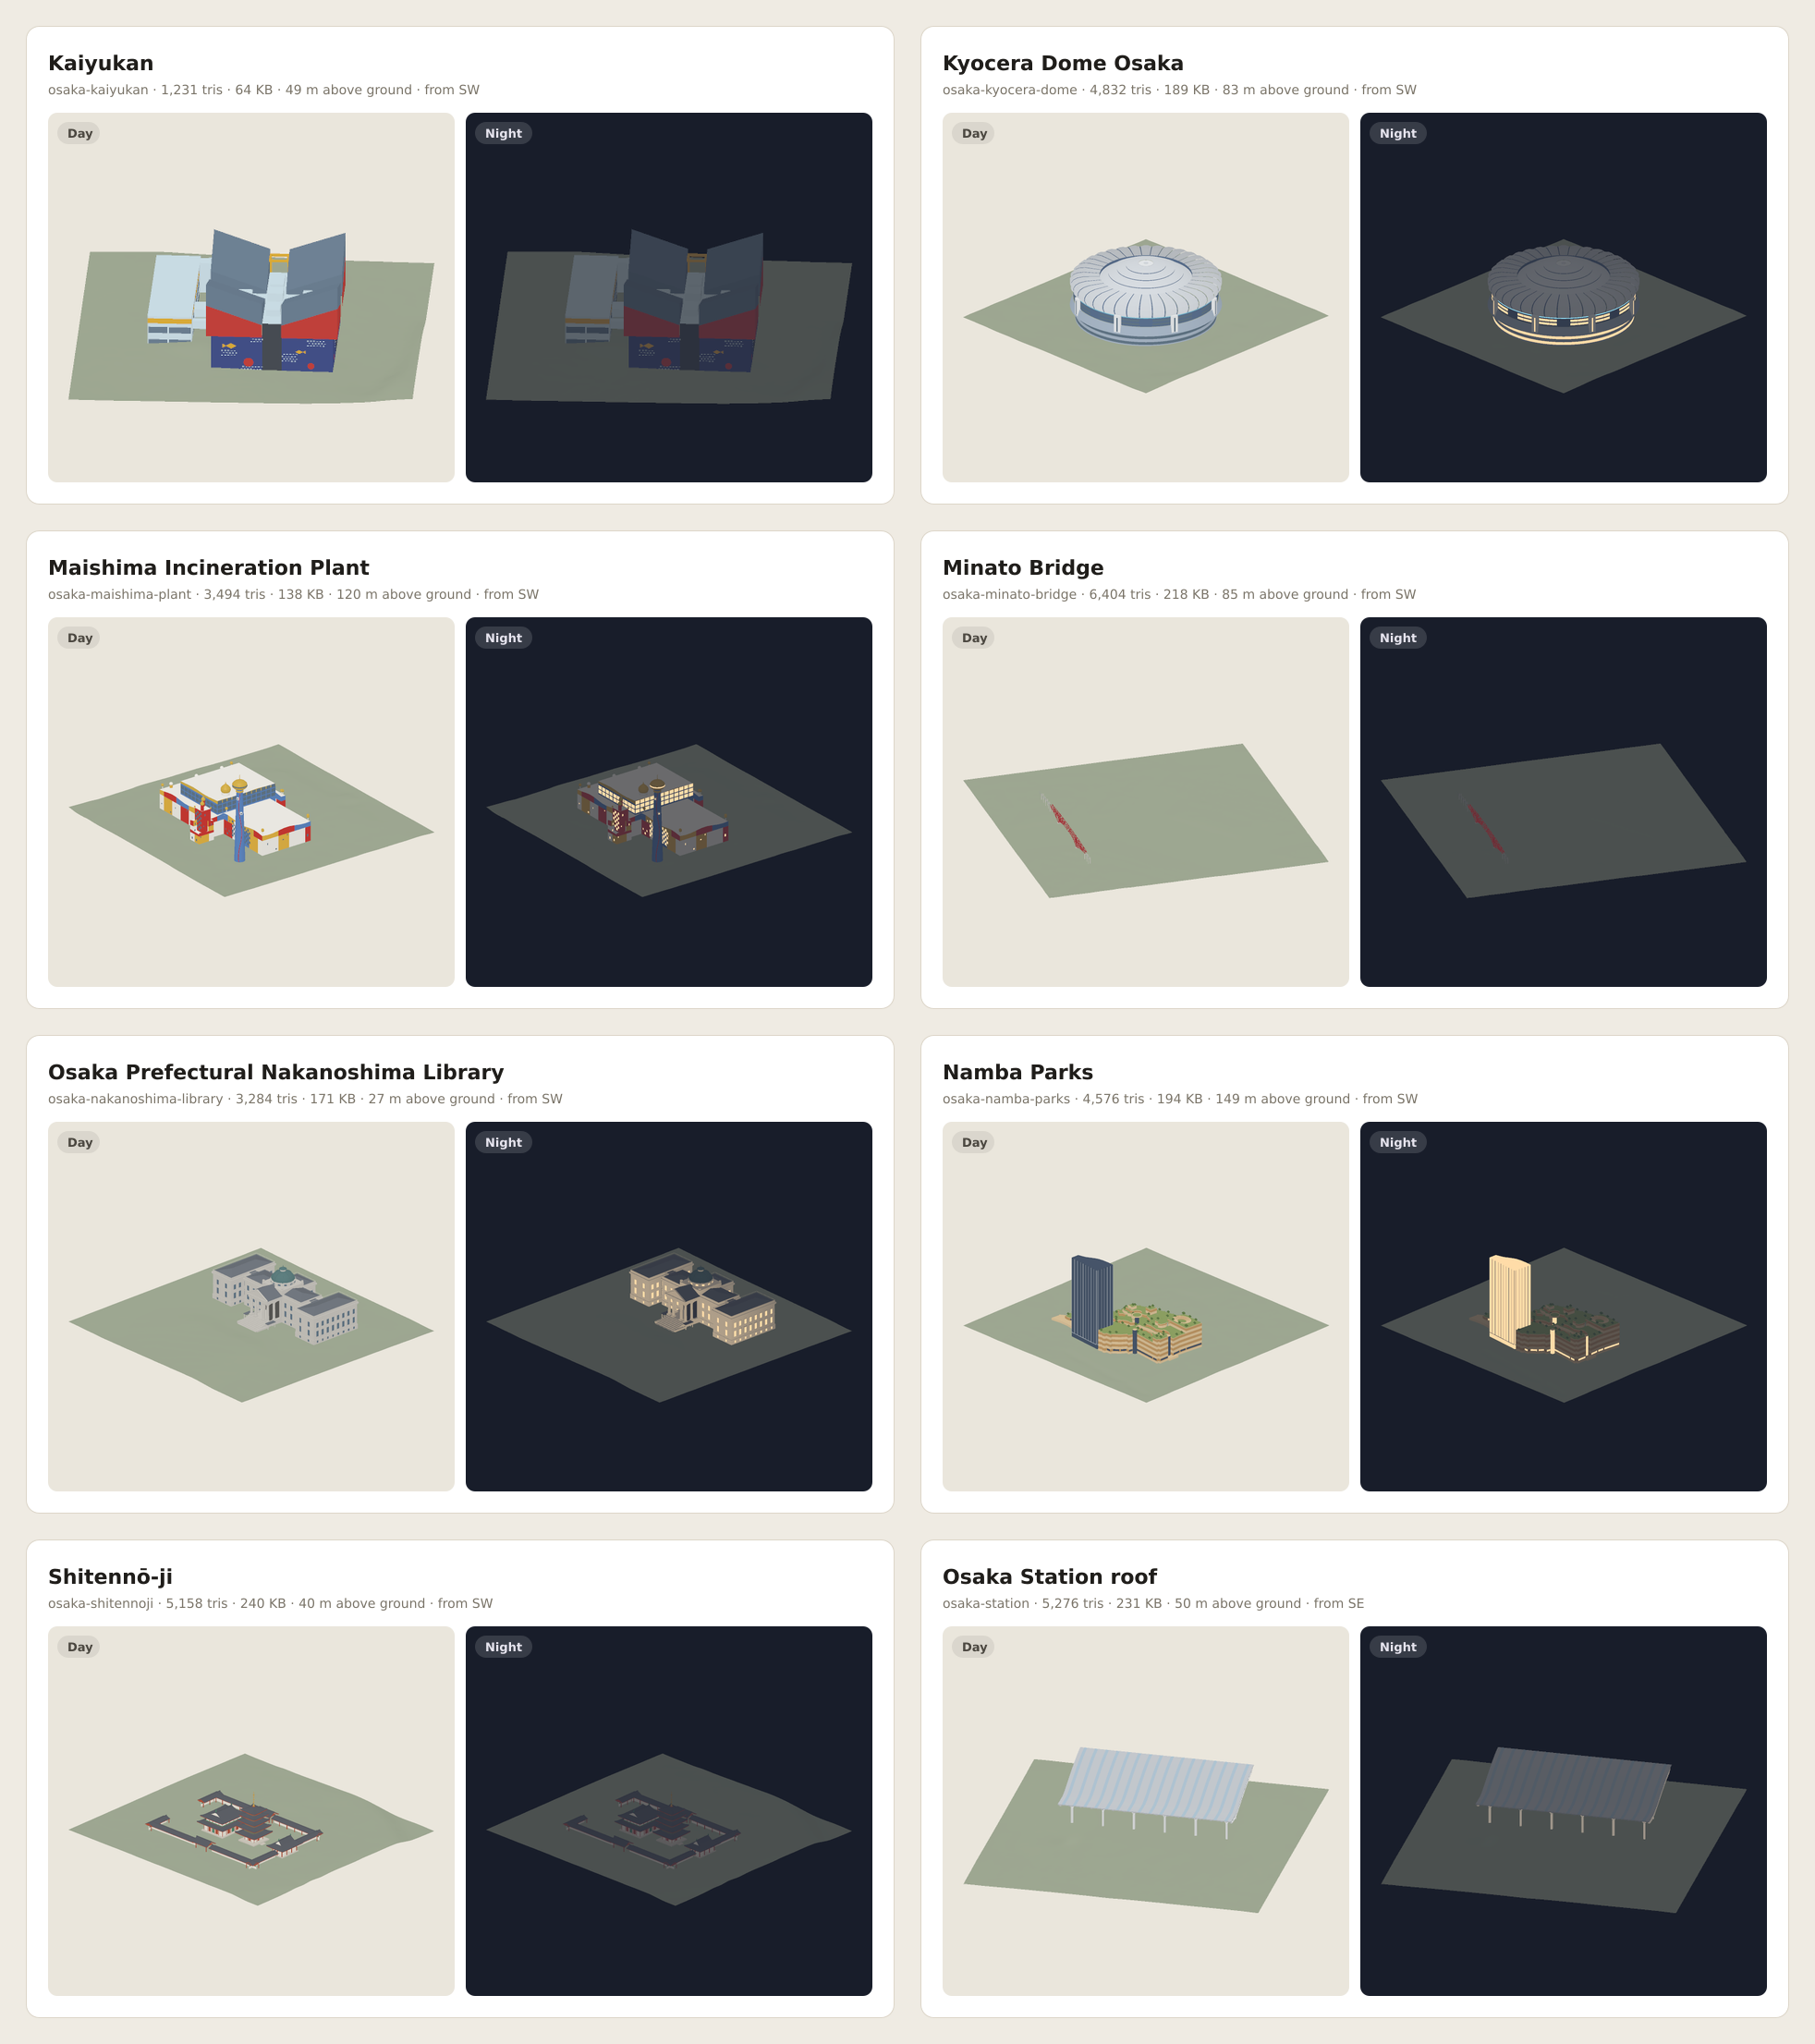 Kaiyukan
osaka-kaiyukan · 1,231 tris · 64 KB · 49 m above ground · from SW
Day
Night
Kyocera Dome Osaka
osaka-kyocera-dome · 4,832 tris · 189 KB · 83 m above ground · from SW
Day
Night
Maishima Incineration Plant
osaka-maishima-plant · 3,494 tris · 138 KB · 120 m above ground · from SW
Day
Night
Minato Bridge
osaka-minato-bridge · 6,404 tris · 218 KB · 85 m above ground · from SW
Day
Night
Osaka Prefectural Nakanoshima Library
osaka-nakanoshima-library · 3,284 tris · 171 KB · 27 m above ground · from SW
Day
Night
Namba Parks
osaka-namba-parks · 4,576 tris · 194 KB · 149 m above ground · from SW
Day
Night
Shitennō-ji
osaka-shitennoji · 5,158 tris · 240 KB · 40 m above ground · from SW
Day
Night
Osaka Station roof
osaka-station · 5,276 tris · 231 KB · 50 m above ground · from SE
Day
Night